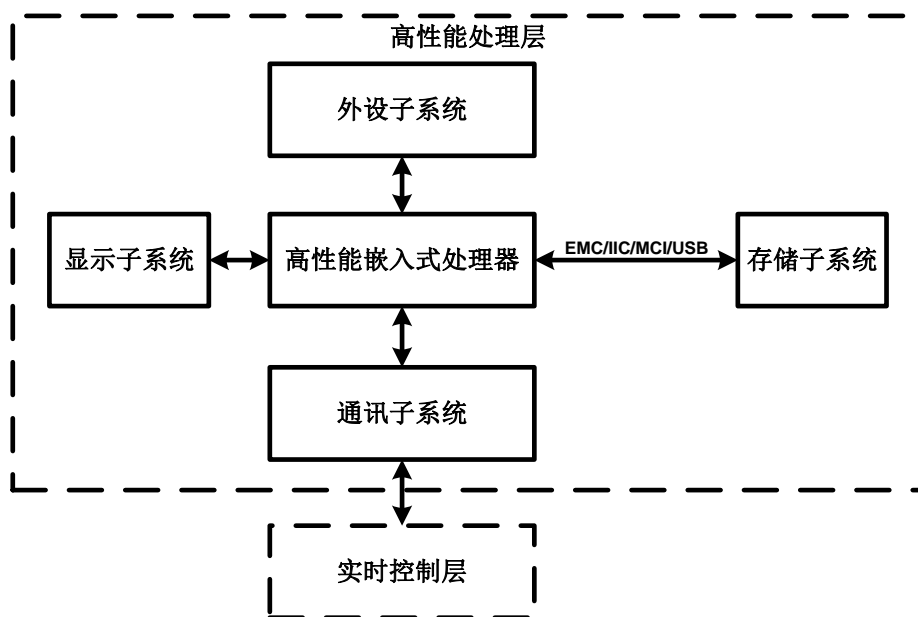 高性能处理层
外设子系统
显示子系统
高性能嵌入式处理器
EMC/IIC/MCI/USB
存储子系统
通讯子系统
实时控制层